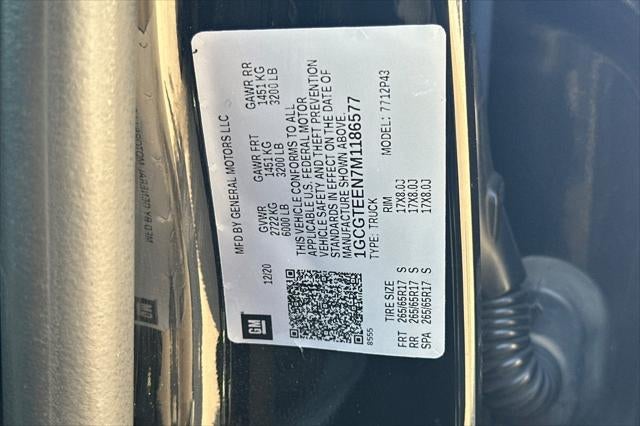 MFD BY GENERAL MOTORS LLC
12/20
GVWR GAWR FRT GAWR RR
2722 KG 1451 KG 1451 KG
6000 LB 3200 LB 3200 LB
THIS VEHICLE CONFORMS TO ALL
APPLICABLE U.S. FEDERAL MOTOR
VEHICLE SAFETY AND THEFT PREVENTION
STANDARDS IN EFFECT ON THE DATE OF
MANUFACTURE SHOWN ABOVE.
1GCGTEEN7M1186577
TYPE: TRUCK
MODEL: 7712P43
GM
8555
TIRE SIZE RIM
FRT 265/65R17 S 17X8.0J
RR 265/65R17 S 17X8.0J
SPA 265/65R17 S 17X8.0J